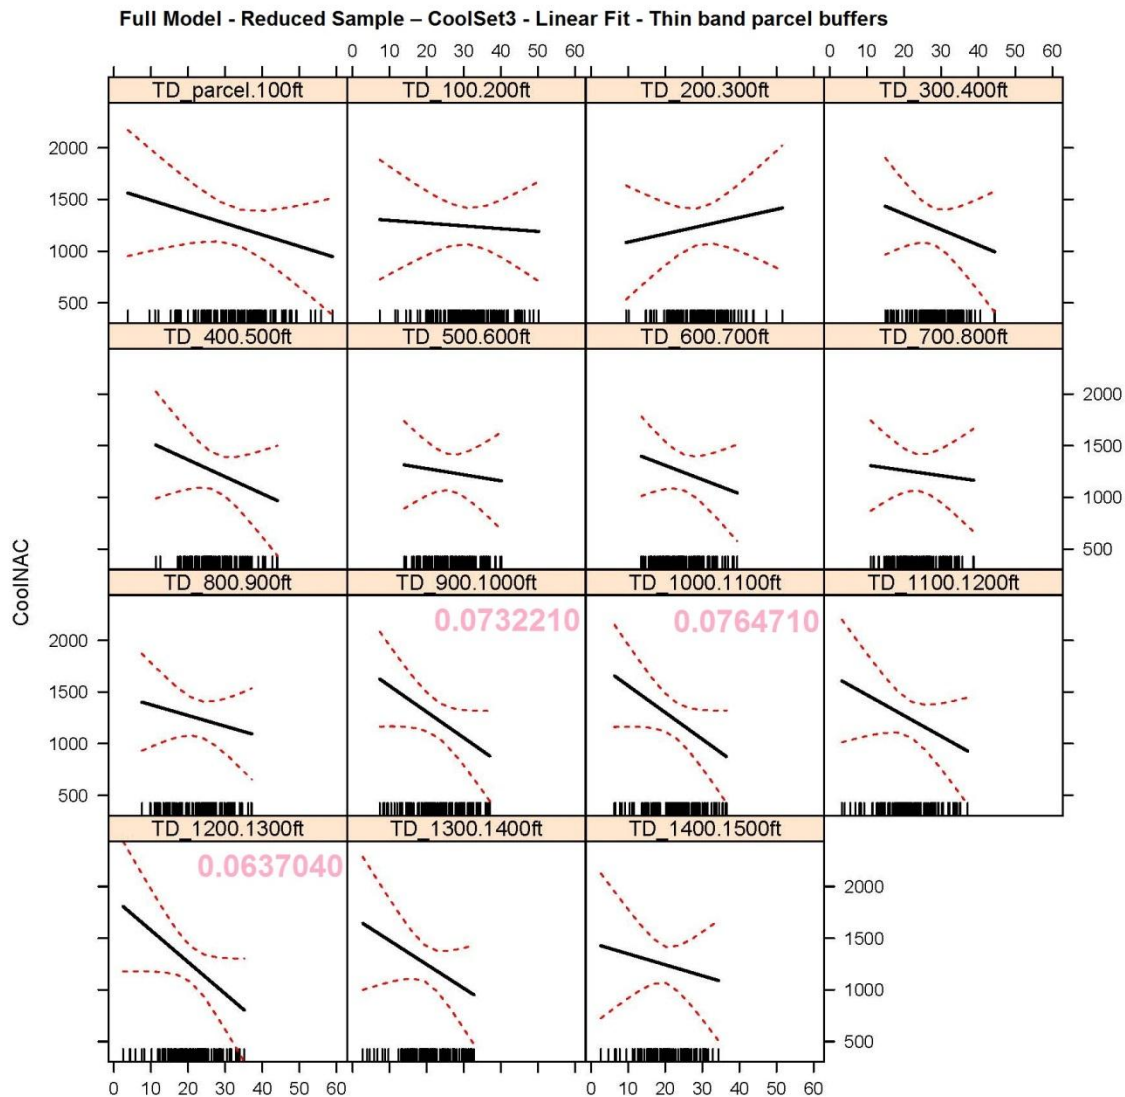 Full Model - Reduced Sample – CoolSet3 - Linear Fit - Thin band parcel buffers
0 10 20 30 40 50 60 0 10 20 30 40 50 60
TD_parcel.100ft TD_100.200ft TD_200.300ft TD_300.400ft
2000
1500
1000
500
TD_400.500ft TD_500.600ft TD_600.700ft TD_700.800ft
2000
1500
1000
500
CoolNAC
TD_800.900ft TD_900.1000ft TD_1000.1100ft TD_1100.1200ft
0.0732210 0.0764710
2000
1500
1000
500
TD_1200.1300ft TD_1300.1400ft TD_1400.1500ft
0.0637040
2000
1500
1000
500
0 10 20 30 40 50 60 0 10 20 30 40 50 60